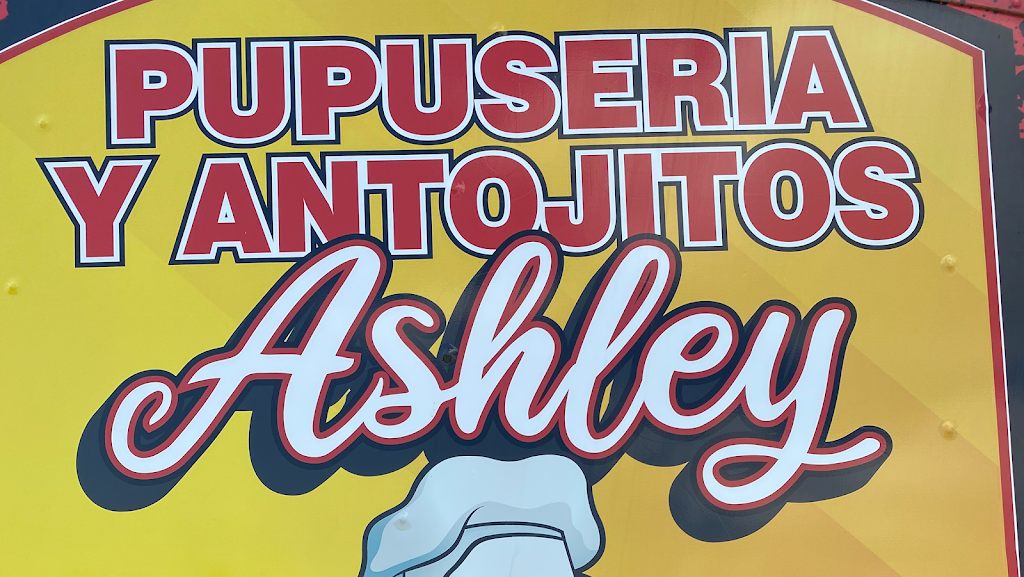 PUPUSERIA
Y ANTOJITOS
Ashley